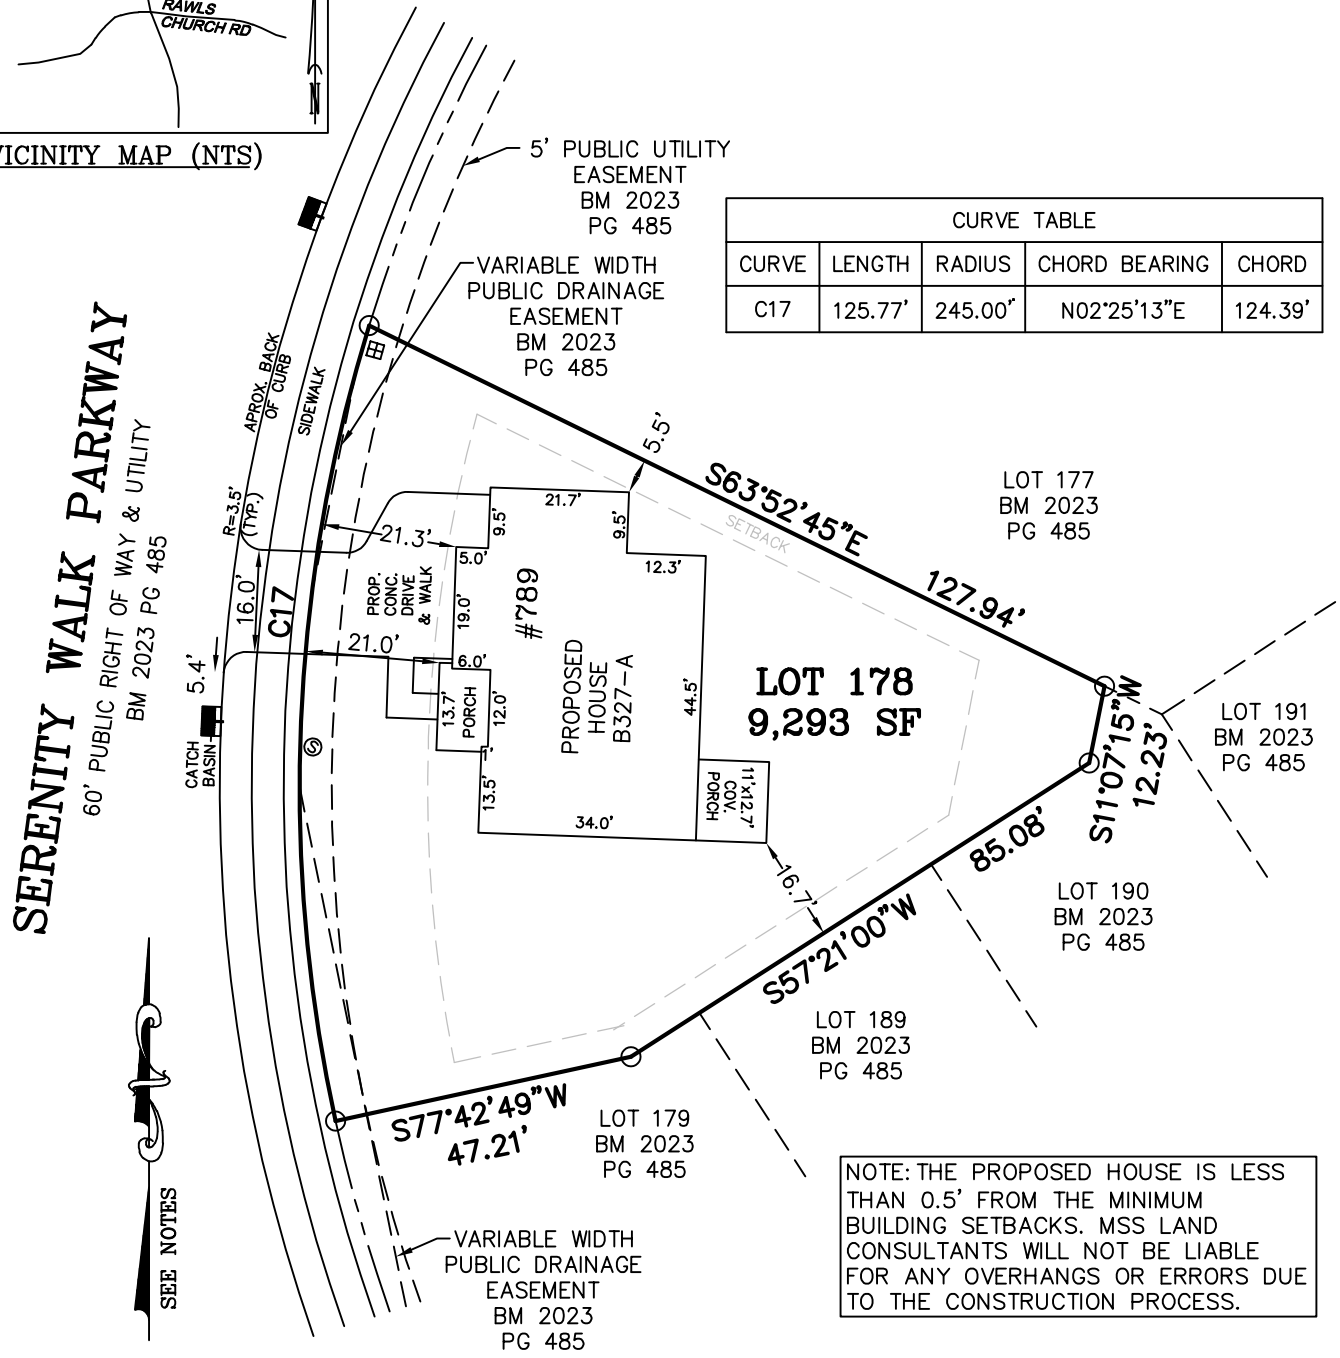 RAWLS
CHURCH RD
N
VICINITY MAP (NTS)
5' PUBLIC UTILITY
EASEMENT
BM 2023
PG 485
CURVE TABLE
CURVE LENGTH RADIUS CHORD BEARING CHORD
C17 125.77' 245.00' N02°25'13"E 124.39'
VARIABLE WIDTH
PUBLIC DRAINAGE
EASEMENT
BM 2023
PG 485
SERENITY WALK PARKWAY
60' PUBLIC RIGHT OF WAY & UTILITY
BM 2023 PG 485
APROX. BACK
OF CURB
SIDEWALK
R=3.5'
(TYP.)
16.0'
C17
5.4'
CATCH
BASIN
S
21.3'
21.0'
PROP.
CONC.
DRIVE
& WALK
5.5'
S63°52'45"E
127.94'
SETBACK
21.7'
9.5'
9.5'
5.0'
12.3'
19.0'
6.0'
13.7'
PORCH
12.0'
1'
13.5'
34.0'
44.5'
#789
PROPOSED
HOUSE
B327-A
11'x12.7'
COV.
PORCH
16.7'
LOT 178
9,293 SF
LOT 177
BM 2023
PG 485
S11°07'15"W
12.23'
LOT 191
BM 2023
PG 485
85.08'
S57°21'00"W
LOT 190
BM 2023
PG 485
LOT 189
BM 2023
PG 485
S77°42'49"W
47.21'
LOT 179
BM 2023
PG 485
VARIABLE WIDTH
PUBLIC DRAINAGE
EASEMENT
BM 2023
PG 485
SEE NOTES
NOTE: THE PROPOSED HOUSE IS LESS
THAN 0.5' FROM THE MINIMUM
BUILDING SETBACKS. MSS LAND
CONSULTANTS WILL NOT BE LIABLE
FOR ANY OVERHANGS OR ERRORS DUE
TO THE CONSTRUCTION PROCESS.